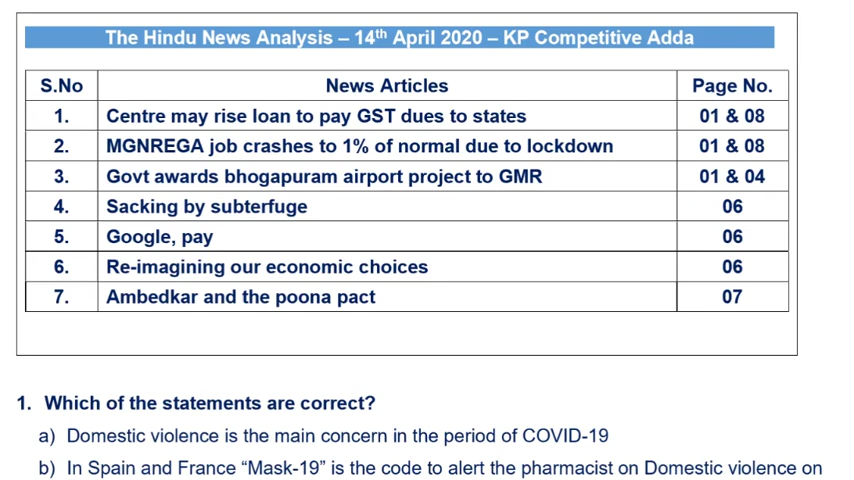 The Hindu News Analysis – 14th April 2020 – KP Competitive Adda
S.No News Articles Page No.
1. Centre may rise loan to pay GST dues to states 01 & 08
2. MGNREGA job crashes to 1% of normal due to lockdown 01 & 08
3. Govt awards bhogapuram airport project to GMR 01 & 04
4. Sacking by subterfuge 06
5. Google, pay 06
6. Re-imagining our economic choices 06
7. Ambedkar and the poona pact 07
1. Which of the statements are correct?
a) Domestic violence is the main concern in the period of COVID-19
b) In Spain and France “Mask-19” is the code to alert the pharmacist on Domestic violence on